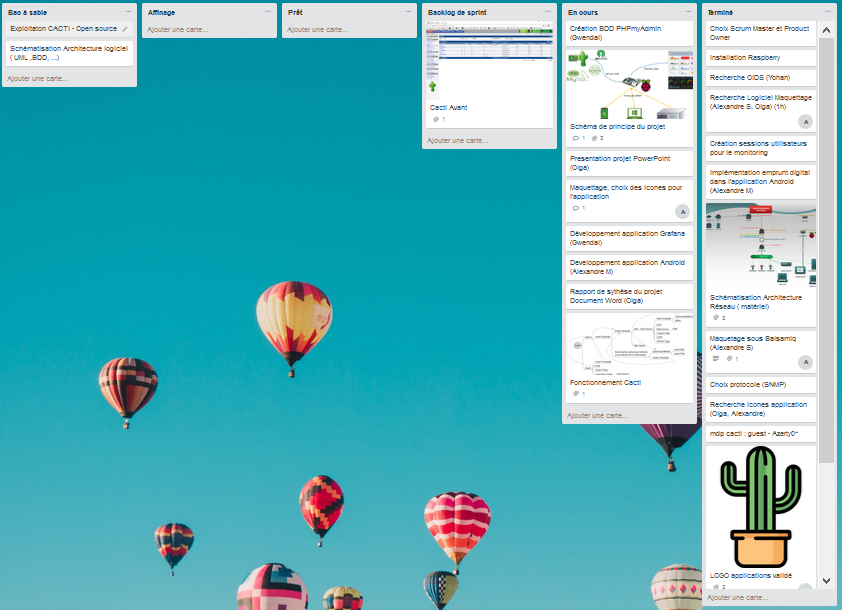 Bac à sable
Exploitaton CACTI - Open source
Schématisation Architecture logiciel
( UML ,BDD, ...)
Ajouter une carte...
Affinage
Ajouter une carte...
Prêt
Ajouter une carte...
Backlog de sprint
Cacti Avant
1
Ajouter une carte...
En cours
Création BDD PHPmyAdmin
(Gwendal)
Schéma de principe du projet
1 2
Presentation projet PowerPoint
(Olga)
Maquettage, choix des icones pour
l'application
1
A
Développement application Grafana
(Gwendal)
Developpement application Android
(Alexandre M)
Rapport de sythèse du projet
Document Word (Olga)
Fonctionnement Cacti
1
Ajouter une carte...
Terminé
Choix Scrum Master et Product
Owner
Installation Raspberry
Recherche OIDS (Yohan)
Recherche Logiciel Maquettage
(Alexandre S, Olga) (1h)
A
Création sessions utilisateurs
pour le monitoring
Implémentation emprunt digital
dans l'application Android
(Alexandre M)
Schématisation Architecture
Réseau ( matériel)
2
Maquetage sous Balsamiq
(Alexandre S)
1
A
Choix protocole (SNMP)
Recherche icones application
(Olga, Alexandre)
mdp cacti : guest - Azerty0*
LOGO applications validé
2
Ajouter une carte...